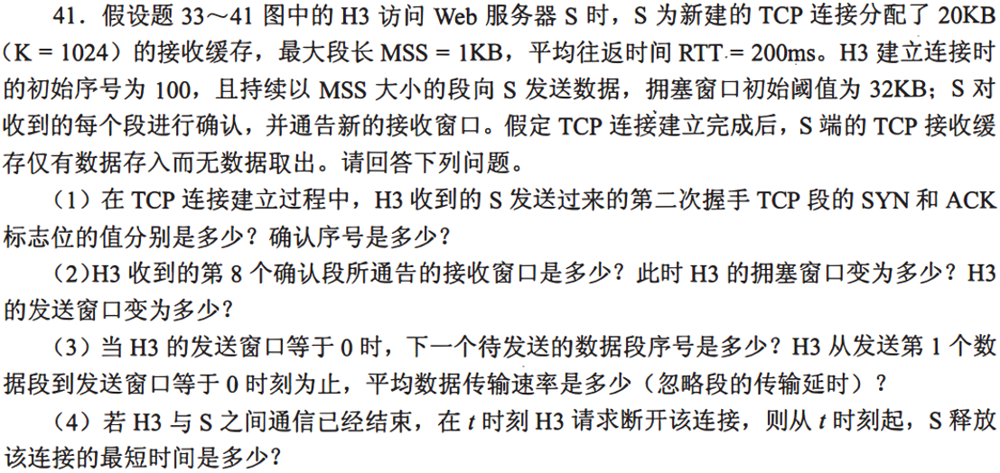 41．假设题 33～41 图中的 H3 访问 Web 服务器 S 时，S 为新建的 TCP 连接分配了 20KB
（K = 1024）的接收缓存，最大段长 MSS = 1KB，平均往返时间 RTT = 200ms。H3 建立连接时
的初始序号为 100，且持续以 MSS 大小的段向 S 发送数据，拥塞窗口初始阈值为 32KB；S 对
收到的每个段进行确认，并通告新的接收窗口。假定 TCP 连接建立完成后，S 端的 TCP 接收缓
存仅有数据存入而无数据取出。请回答下列问题。
（1）在 TCP 连接建立过程中，H3 收到的 S 发送过来的第二次握手 TCP 段的 SYN 和 ACK
标志位的值分别是多少？确认序号是多少？
（2）H3 收到的第 8 个确认段所通告的接收窗口是多少？此时 H3 的拥塞窗口变为多少？H3
的发送窗口变为多少？
（3）当 H3 的发送窗口等于 0 时，下一个待发送的数据段序号是多少？H3 从发送第 1 个数
据段到发送窗口等于 0 时刻为止，平均数据传输速率是多少（忽略段的传输延时）？
（4）若 H3 与 S 之间通信已经结束，在 t 时刻 H3 请求断开该连接，则从 t 时刻起，S 释放
该连接的最短时间是多少？